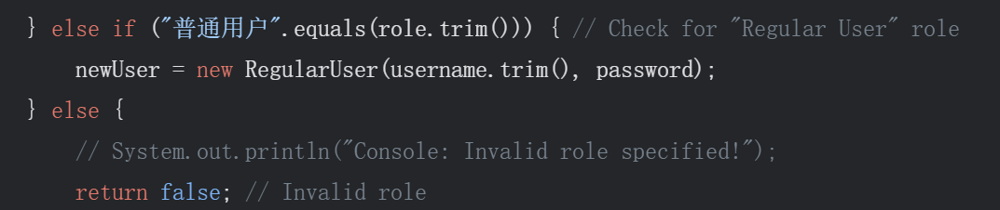 } else if ("普通用户".equals(role.trim())) { // Check for "Regular User" role
newUser = new RegularUser(username.trim(), password);
} else {
// System.out.println("Console: Invalid role specified!");
return false; // Invalid role